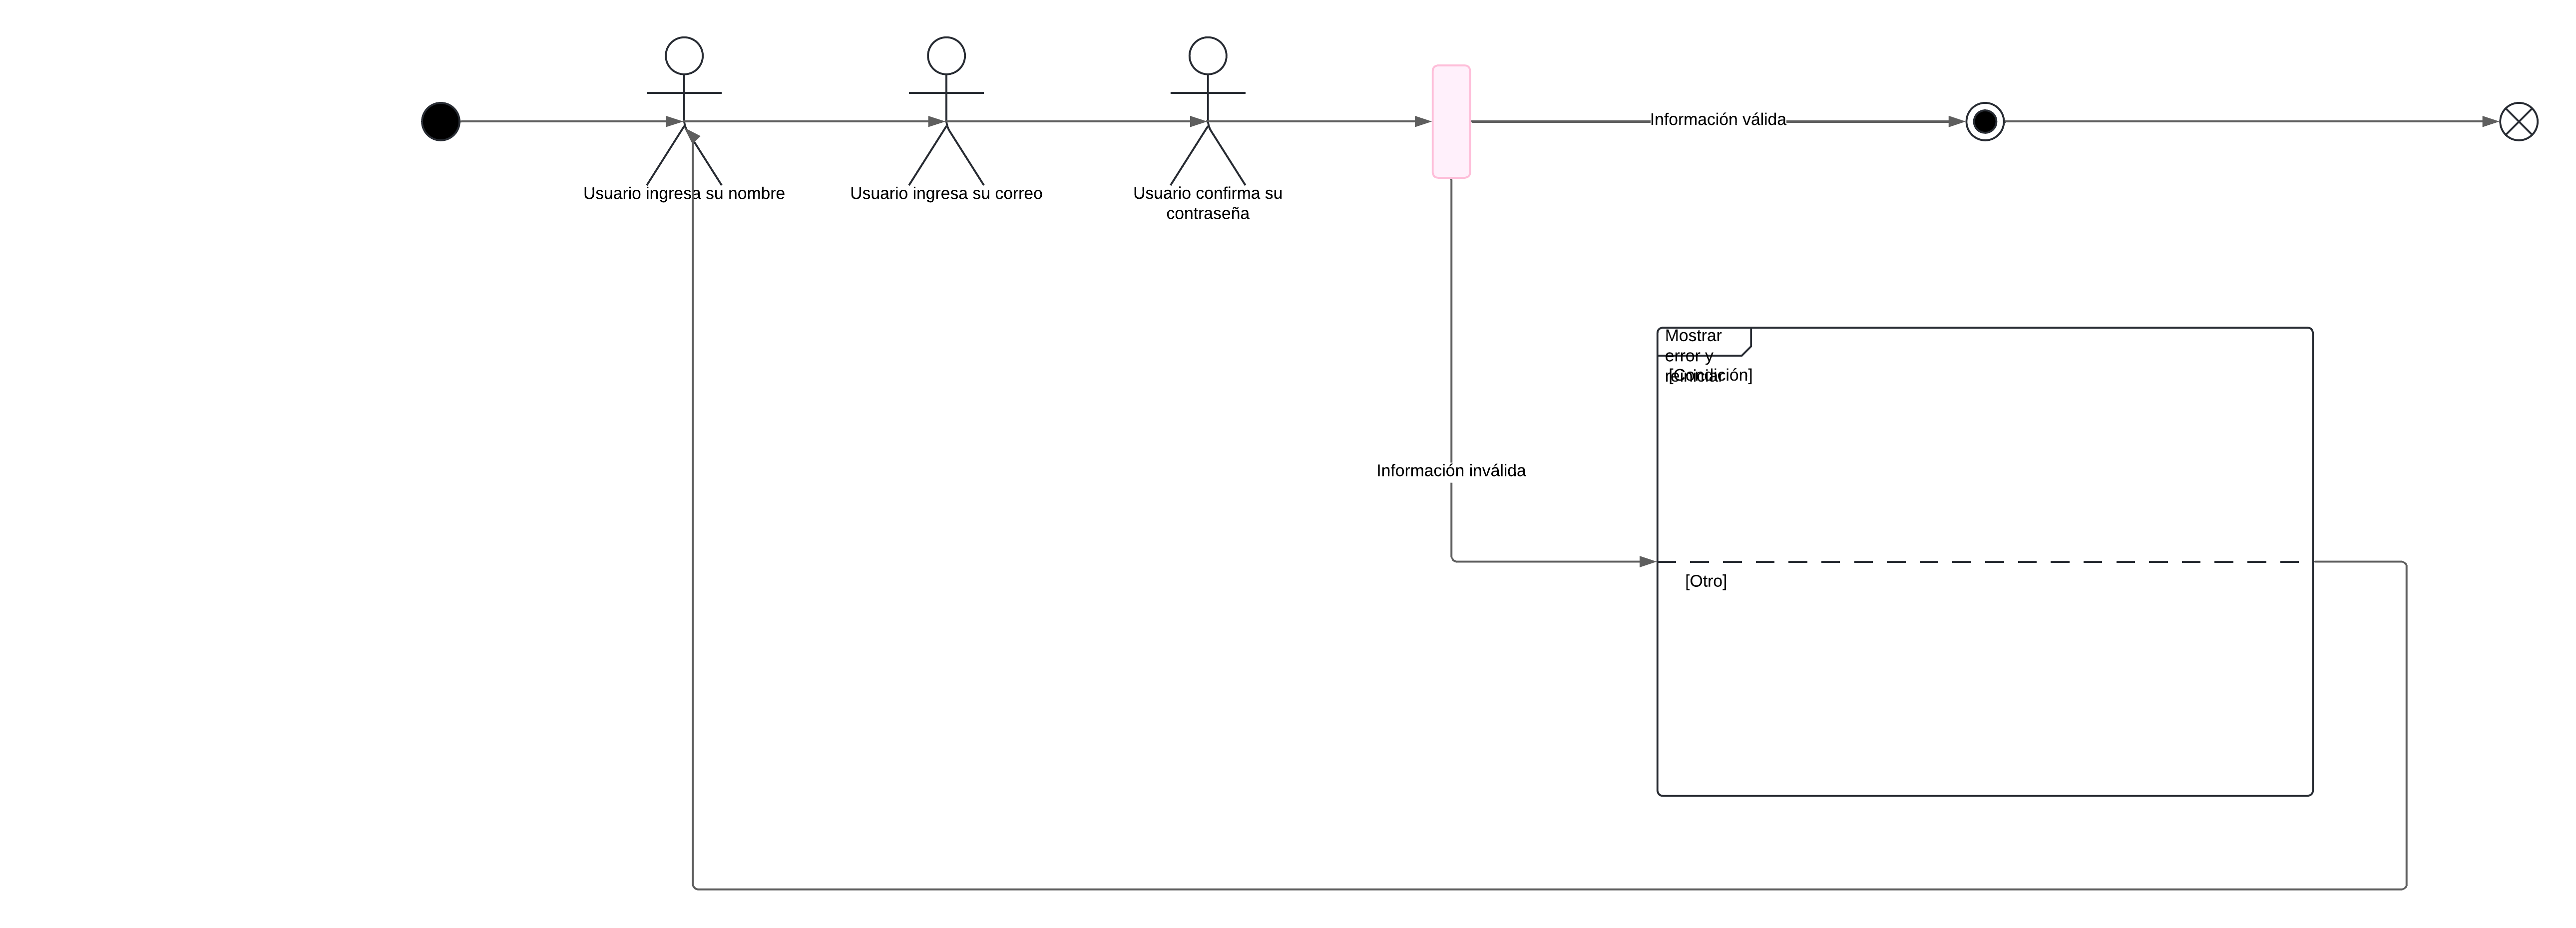 Usuario ingresa su nombre
Usuario ingresa su correo
Usuario confirma su
contraseña
Información válida
Mostrar
error y
reiniciar
[Condición]
Información inválida
[Otro]